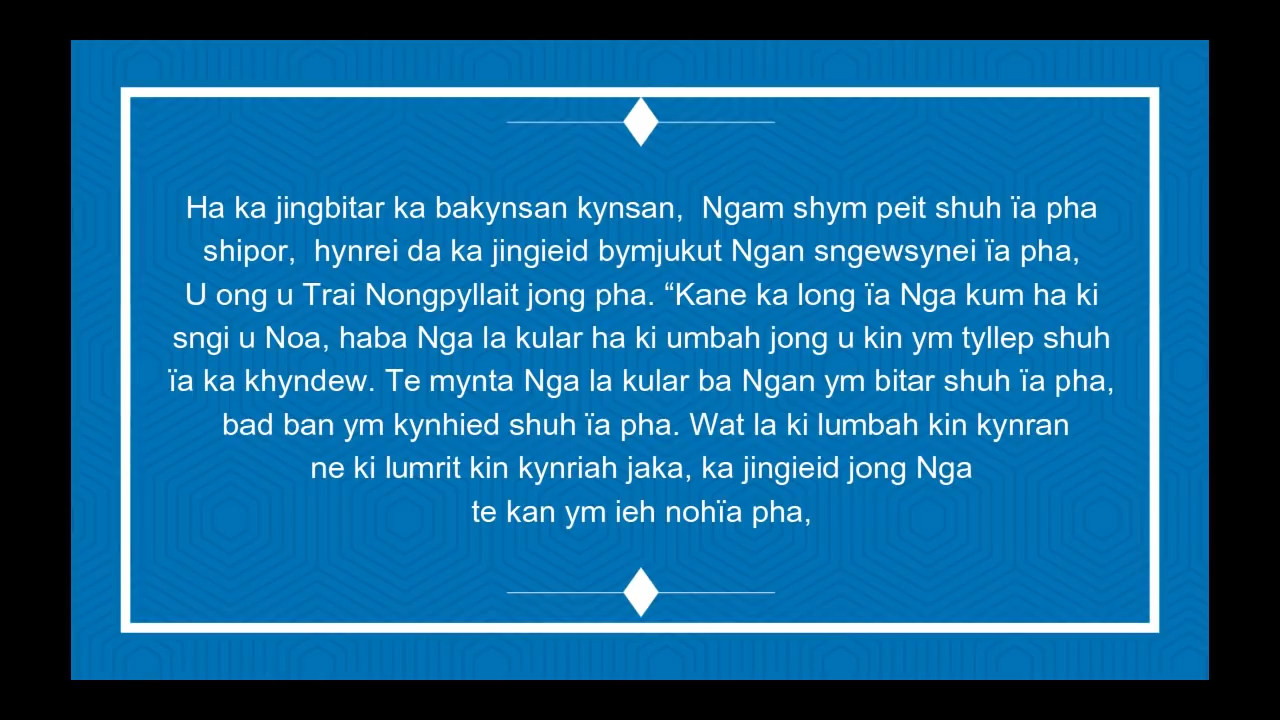 Ha ka jingbitar ka bakynsan kynsan,  Ngam shym peit shuh ïa pha
shipor,  hynrei da ka jingieid bymjukut Ngan sngewsynei ïa pha,
U ong u Trai Nongpyllait jong pha. “Kane ka long ïa Nga kum ha ki
sngi u Noa, haba Nga la kular ha ki umbah jong u kin ym tyllep shuh
ïa ka khyndew. Te mynta Nga la kular ba Ngan ym bitar shuh ïa pha,
bad ban ym kynhied shuh ïa pha. Wat la ki lumbah kin kynran
ne ki lumrit kin kynriah jaka, ka jingieid jong Nga
te kan ym ieh nohïa pha,